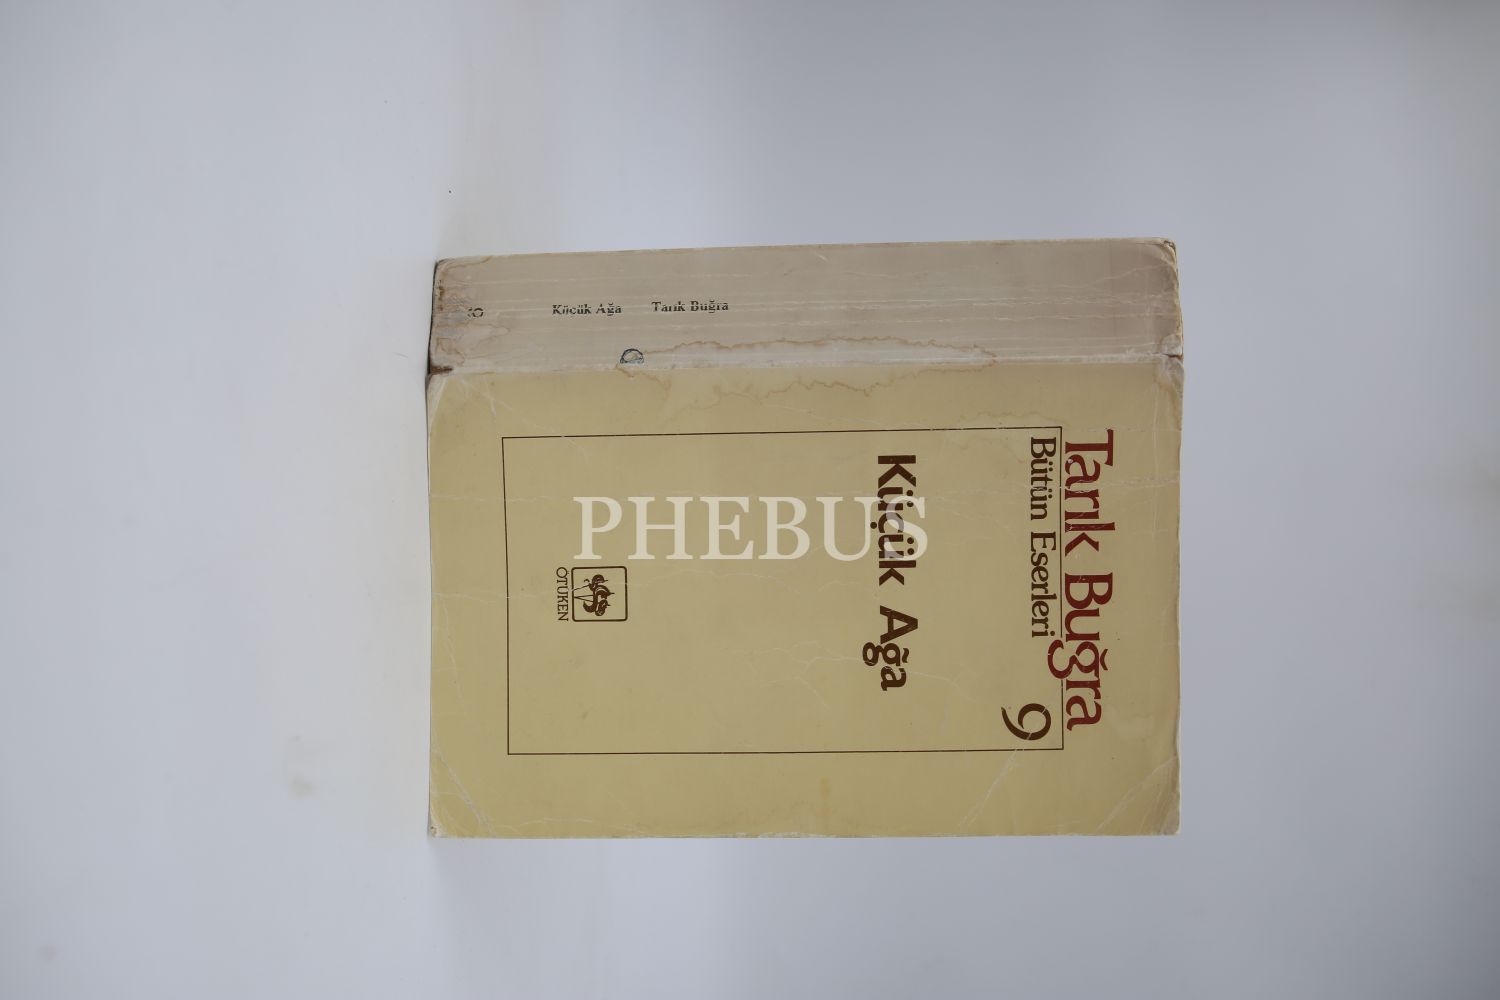 Tarık Buğra
Bütün Eserleri
9
Küçük Ağa
ÖTÜKEN
Küçük Ağa Tarık Buğra
PHEBUS